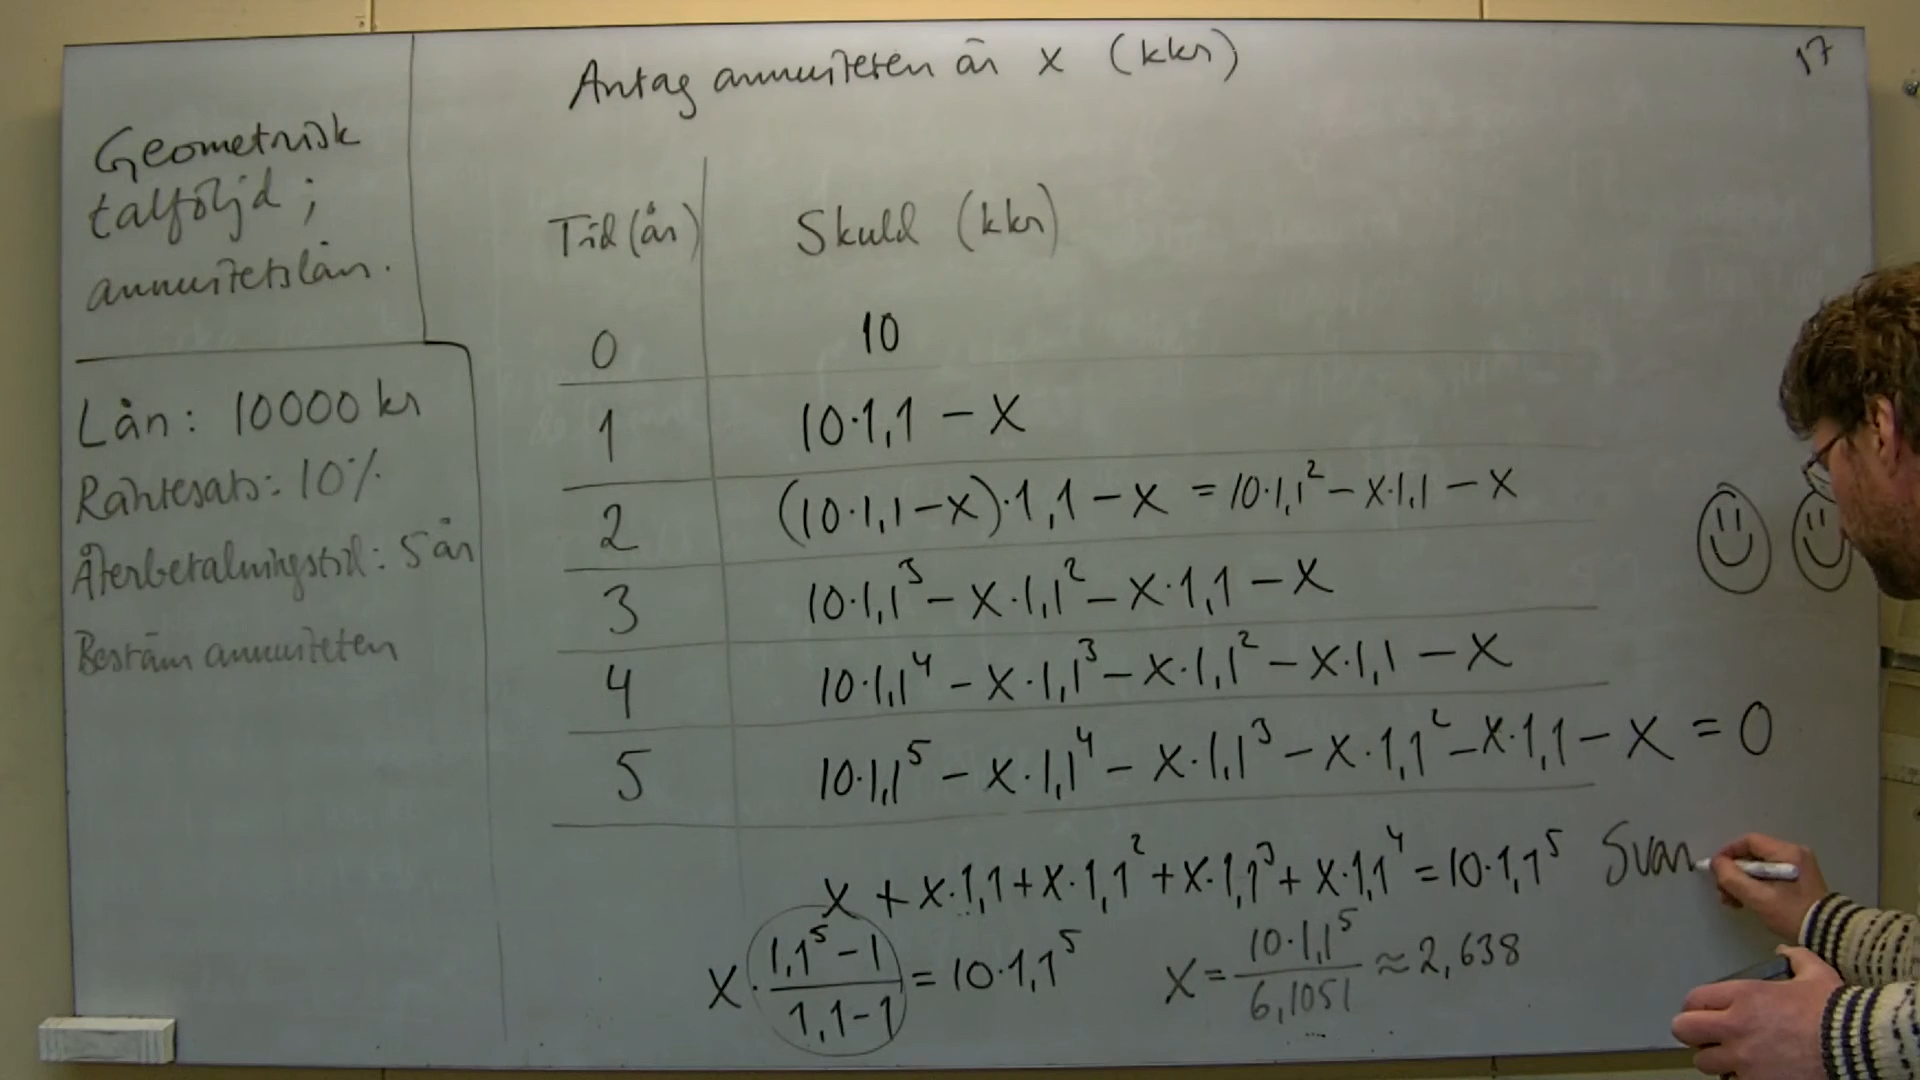 17
Geometrisk
talföljd;
annuitetslån.
Lån: 10000 kr
Räntesats: 10%
Återbetalningstid: 5 år
Bestäm annuiteten
Antag annuiteten är x (kkr)
Tid (år) Skuld (kkr)
0 10
1 10·1,1 − x
2 (10·1,1−x)·1,1 − x = 10·1,1² − x·1,1 − x
3 10·1,1³ − x·1,1² − x·1,1 − x
4 10·1,1⁴ − x·1,1³ − x·1,1² − x·1,1 − x
5 10·1,1⁵ − x·1,1⁴ − x·1,1³ − x·1,1² − x·1,1 − x = 0
x + x·1,1 + x·1,1² + x·1,1³ + x·1,1⁴ = 10·1,1⁵ Svar
x · (1,1⁵ − 1)/(1,1 − 1) = 10·1,1⁵ x = 10·1,1⁵/6,1051 ≈ 2,638